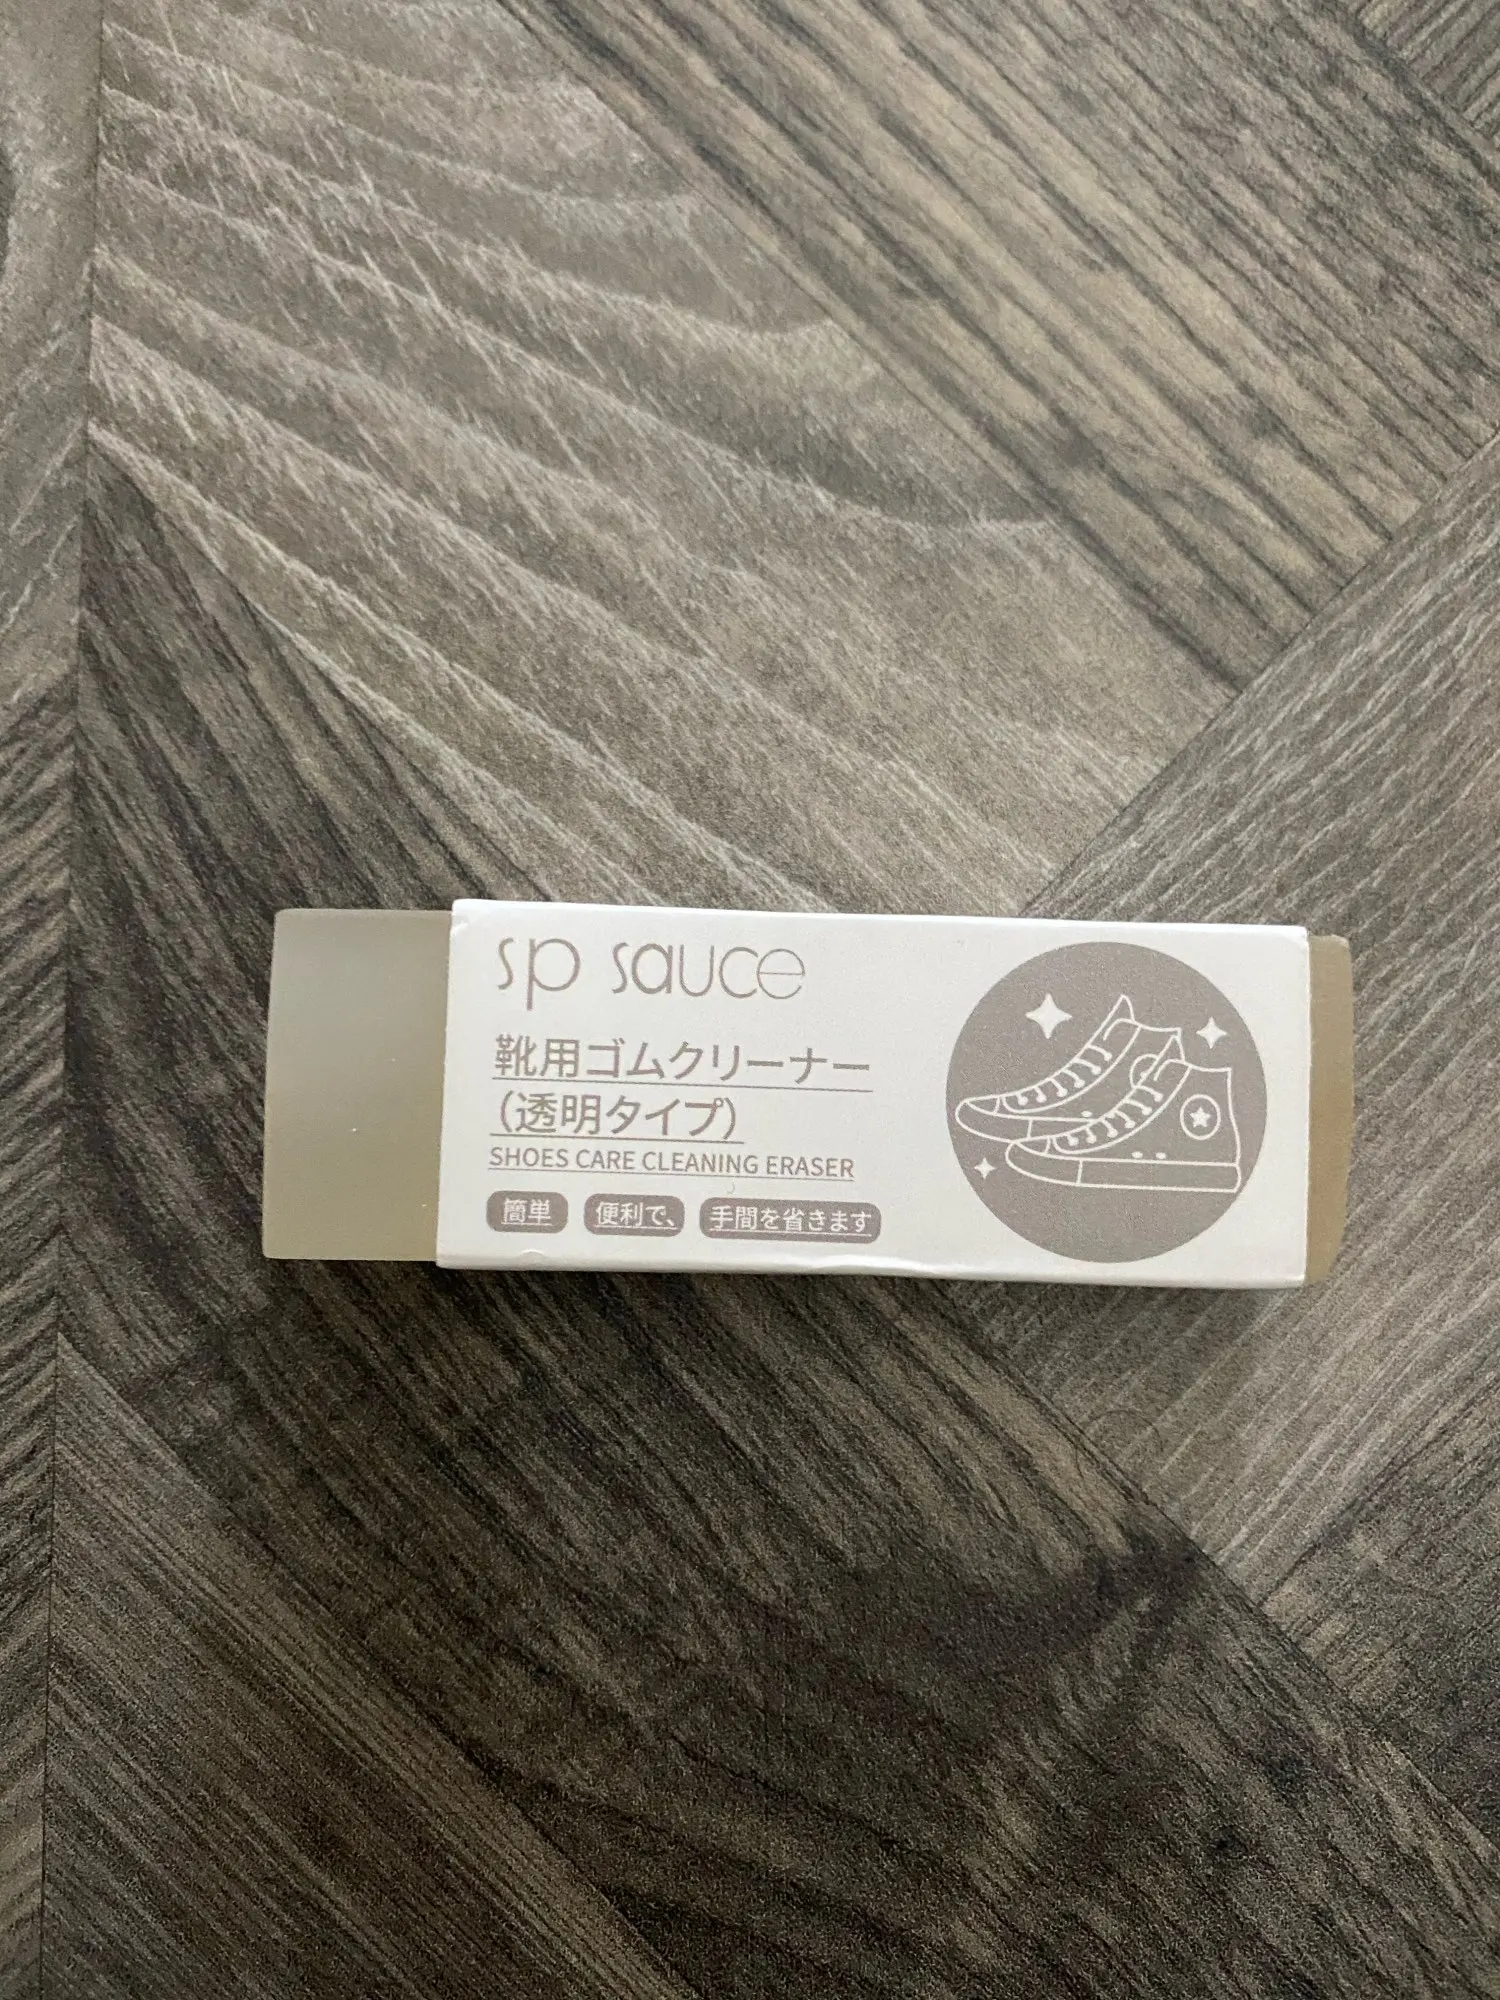 sp sauce
靴用ゴムクリーナー
(透明タイプ)
SHOES CARE CLEANING ERASER
簡単 便利で、 手間を省きます